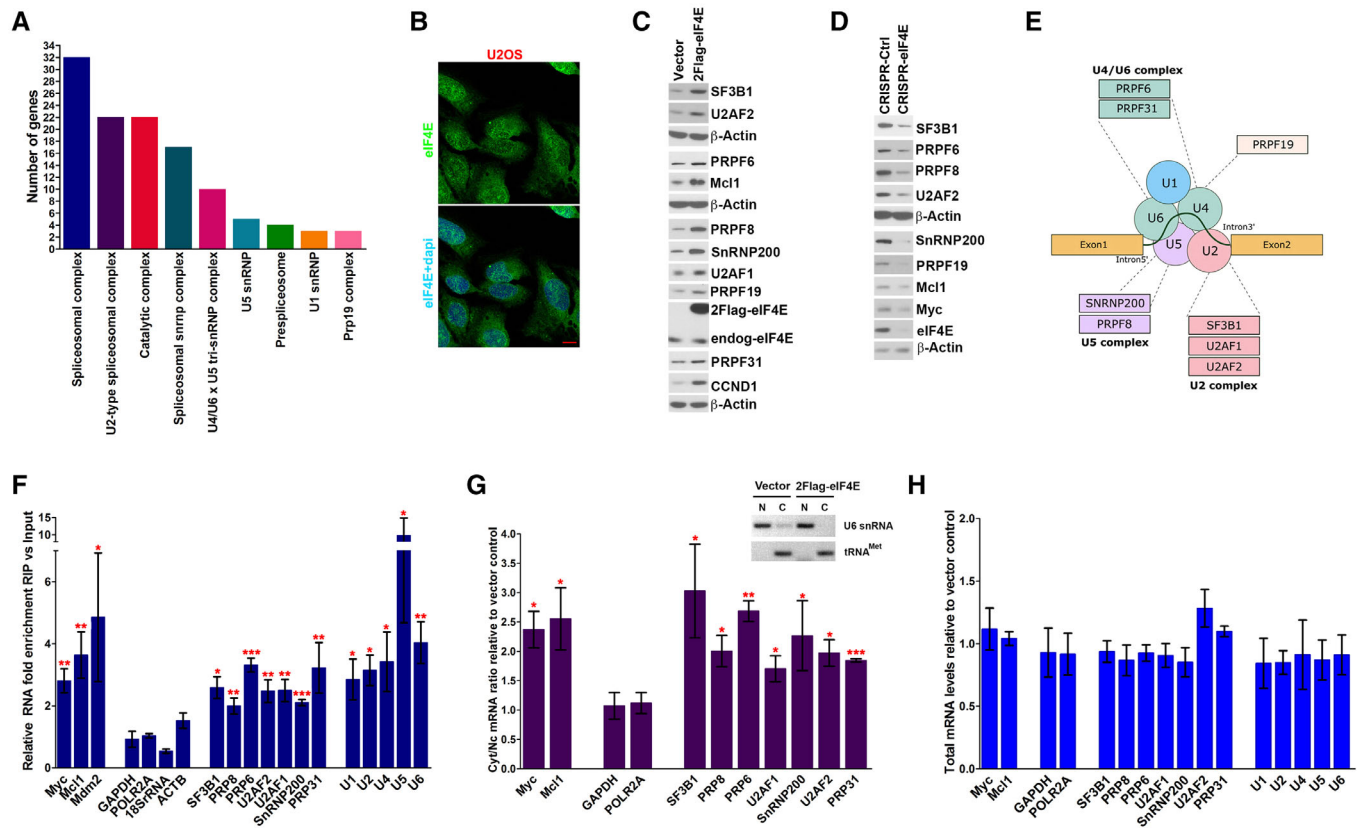 A
Number of genes
34
32
30
28
26
24
22
20
18
16
14
12
10
8
6
4
2
0
Spliceosomal complex
U2-type spliceosomal complex
Catalytic complex
Spliceosomal snrnp complex
U4/U6 x U5 tri-snRNP complex
U5 snRNP
Prespliceosome
U1 snRNP
Prp19 complex
B
U2OS
eIF4E
eIF4E+dapi
C
Vector
2Flag-eIF4E
SF3B1
U2AF2
β-Actin
PRPF6
Mcl1
β-Actin
PRPF8
SnRNP200
U2AF1
PRPF19
2Flag-eIF4E
endog-eIF4E
PRPF31
CCND1
β-Actin
D
CRISPR-Ctrl
CRISPR-eIF4E
SF3B1
PRPF6
PRPF8
U2AF2
β-Actin
SnRNP200
PRPF19
Mcl1
Myc
eIF4E
β-Actin
E
U4/U6 complex
PRPF6
PRPF31
PRPF19
U1
U6
U4
U5
U2
Exon1
Intron5'
Intron3'
Exon2
SNRNP200
PRPF8
U5 complex
SF3B1
U2AF1
U2AF2
U2 complex
F
Relative RNA fold enrichment RIP vs Input
15
10
6
4
2
0
** ** *
* ** *** ** ** *** **
* * * * **
Myc
Mcl1
Mdm2
GAPDH
POLR2A
18SrRNA
ACTB
SF3B1
PRP8
PRP6
U2AF2
U2AF1
SnRNP200
PRP31
U1
U2
U4
U5
U6
G
Cyt/Nc mRNA ratio relative to vector control
4.0
3.5
3.0
2.5
2.0
1.5
1.0
0.5
0.0
* *
* * ** * * * ***
Vector 2Flag-eIF4E
N C N C
U6 snRNA
tRNAMet
Myc
Mcl1
GAPDH
POLR2A
SF3B1
PRP8
PRP6
U2AF1
SnRNP200
U2AF2
PRP31
H
Total mRNA levels relative to vector control
2.0
1.5
1.0
0.5
0.0
Myc
Mcl1
GAPDH
POLR2A
SF3B1
PRP8
PRP6
U2AF1
SnRNP200
U2AF2
PRP31
U1
U2
U4
U5
U6